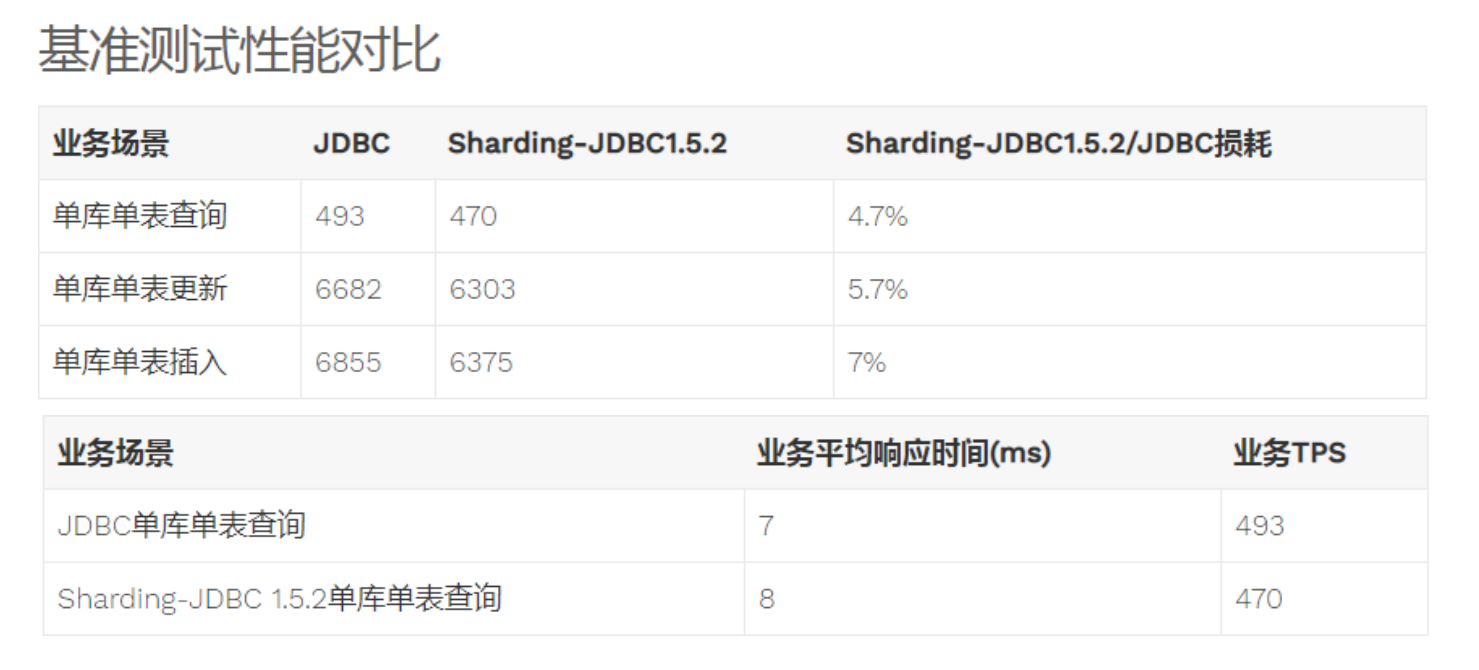 基准测试性能对比
业务场景 JDBC Sharding-JDBC1.5.2 Sharding-JDBC1.5.2/JDBC损耗
单库单表查询 493 470 4.7%
单库单表更新 6682 6303 5.7%
单库单表插入 6855 6375 7%
业务场景 业务平均响应时间(ms) 业务TPS
JDBC单库单表查询 7 493
Sharding-JDBC 1.5.2单库单表查询 8 470